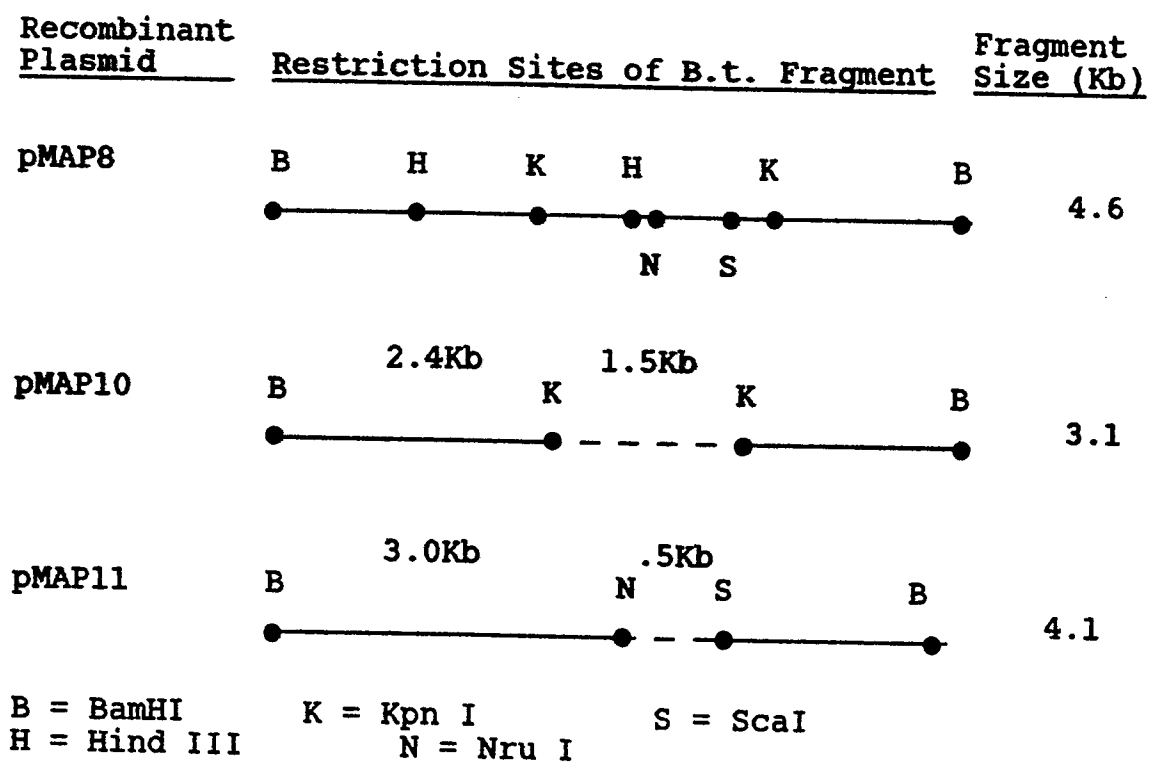 Recombinant Plasmid Restriction Sites of B.t. Fragment Fragment Size (Kb)
pMAP8 B H K H K B 4.6
N S
2.4Kb 1.5Kb
pMAP10 B K K B 3.1
3.0Kb .5Kb
pMAP11 B N S B 4.1
B = BamHI K = Kpn I S = ScaI
H = Hind III N = Nru I